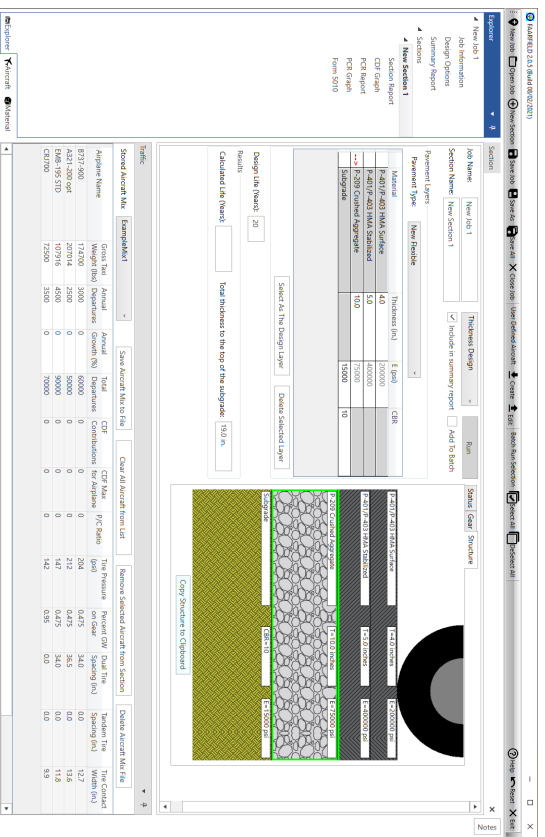 FAARFIELD 2.0.5 (Build 08/02/2021)
New Job Open Job New Section Save Job Save As Save All Close Job User Defined Aircraft Create Edit Batch Run Selection Select All DeSelect All Help Reset Exit
Explorer
New Job 1
Job Information
Design Options
Summary Report
Sections
New Section 1
Section Report
CDF Graph
PCR Report
PCR Graph
Form 5010
Explorer Aircraft Material
Section
Job Name: New Job 1 Thickness Design Run
Section Name: New Section 1 Include in summary report Add To Batch
Pavement Layers
Pavement Type: New Flexible
Material Thickness (in.) E (psi) CBR
P-401/P-403 HMA Surface 4.0 200000
P-401/P-403 HMA Stabilized 5.0 400000
--> P-209 Crushed Aggregate 10.0 75000
Subgrade 15000 10
Select As The Design Layer Delete Selected Layer
Design Life (Years): 20
Results
Calculated Life (Years): Total thickness to the top of the subgrade: 19.0 in.
Status Gear Structure
P-401/P-403 HMA Surface T=4.0 inches E=200000 psi
P-401/P-403 HMA Stabilized T=5.0 inches E=400000 psi
P-209 Crushed Aggregate T=10.0 inches E=75000 psi
Subgrade CBR=10 E=15000 psi
Copy Structure to Clipboard
Notes
Traffic
Stored Aircraft Mix ExampleMix1 Save Aircraft Mix to File Clear All Aircraft from List Remove Selected Aircraft from Section Delete Aircraft Mix File
Airplane Name Gross Taxi Weight (lbs) Annual Departures Annual Growth (%) Total Departures CDF Contributions CDF Max for Airplane P/C Ratio Tire Pressure (psi) Percent GW on Gear Dual Tire Spacing (in.) Tandem Tire Spacing (in.) Tire Contact Width (in.)
B737-900 174700 3000 0 60000 0 0 0 204 0.475 34.0 0.0 12.7
A321-200 opt 207014 2500 0 50000 0 0 0 212 0.475 36.5 0.0 13.6
EMB-195 STD 107916 4500 0 90000 0 0 0 147 0.475 34.0 0.0 11.8
CRJ700 72500 3500 0 70000 0 0 0 142 0.95 0.0 0.0 9.9